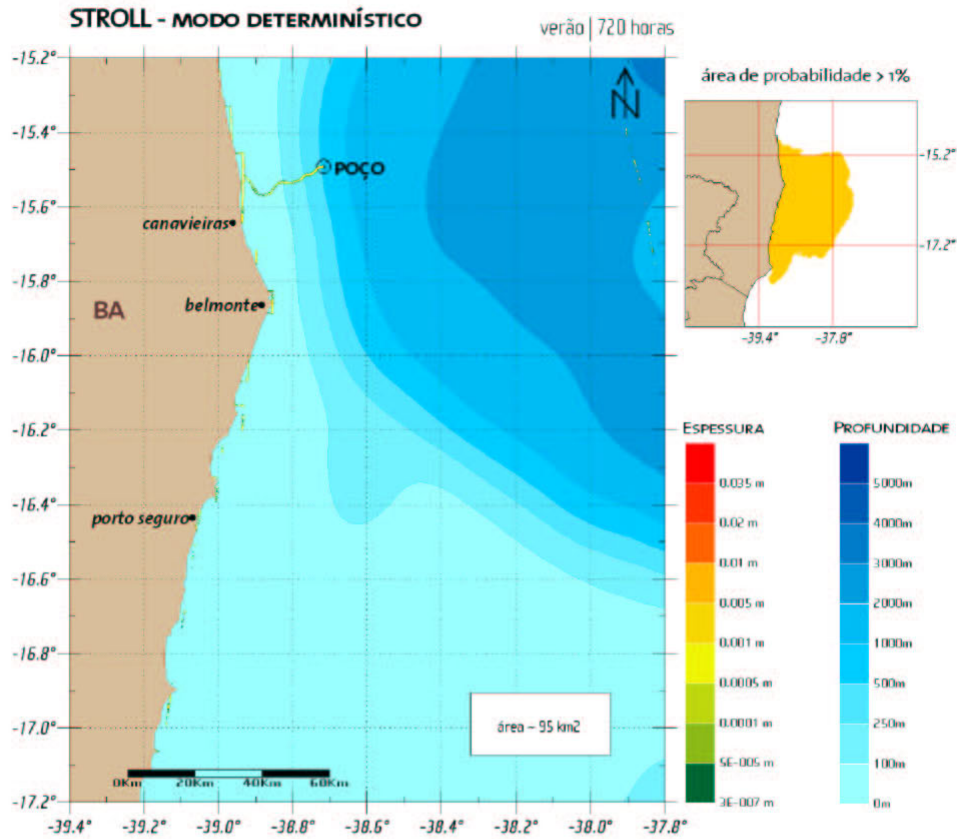 STROLL - MODO DETERMINÍSTICO
verão | 720 horas
-15.2°
-15.4°
-15.6°
-15.8°
-16.0°
-16.2°
-16.4°
-16.6°
-16.8°
-17.0°
-17.2°
-39.4° -39.2° -39.0° -38.8° -38.6° -38.4° -38.2° -38.0° -37.8°
N
POÇO
canavieiras
belmonte
BA
porto seguro
área – 95 km2
0Km 20Km 40Km 60Km
área de probabilidade > 1%
-15.2°
-17.2°
-39.4° -37.8°
ESPESSURA
0.035 m
0.02 m
0.01 m
0.005 m
0.001 m
0.0005 m
0.0001 m
5E-005 m
3E-007 m
PROFUNDIDADE
5000m
4000m
3000m
2000m
1000m
500m
250m
100m
0m